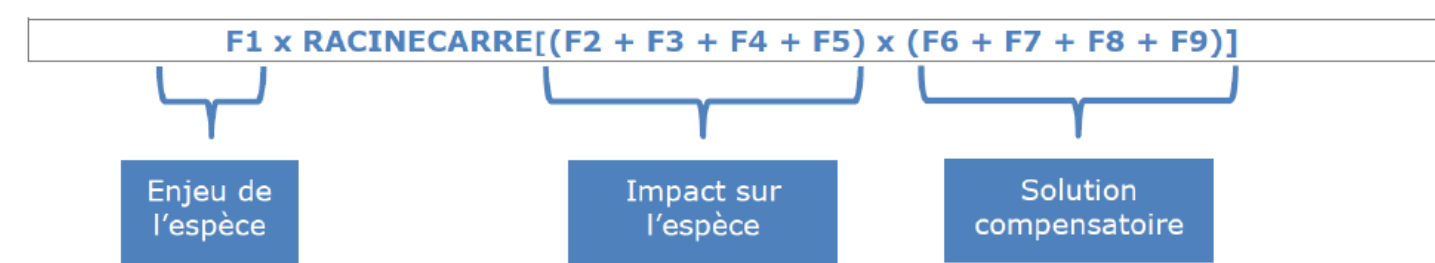 F1 x RACINECARRE[(F2 + F3 + F4 + F5) x (F6 + F7 + F8 + F9)]
Enjeu de
l'espèce
Impact sur
l'espèce
Solution
compensatoire